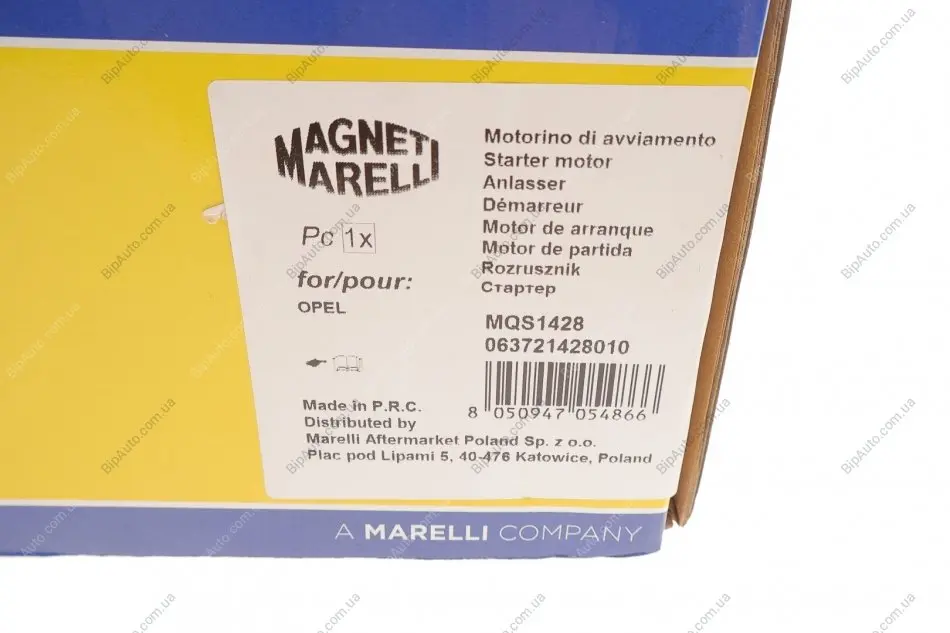 MAGNETI
MARELLI
Pc 1x
for/pour:
OPEL
Motorino di avviamento
Starter motor
Anlasser
Démarreur
Motor de arranque
Motor de partida
Rozrusznik
Стартер
MQS1428
063721428010
8 050947 054866
Made in P.R.C.
Distributed by
Marelli Aftermarket Poland Sp. z o.o.
Plac pod Lipami 5, 40-476 Katowice, Poland
A MARELLI COMPANY
BipAuto.com.ua